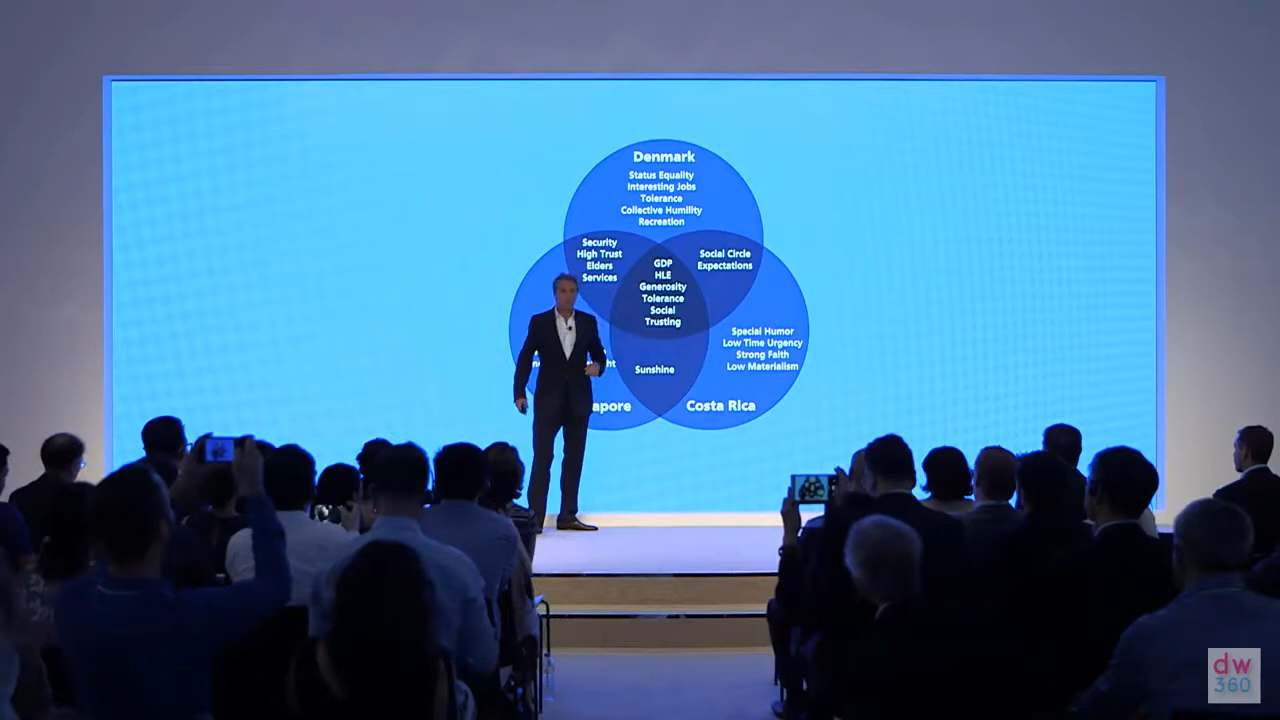 Denmark
Status Equality
Interesting Jobs
Tolerance
Collective Humility
Recreation
Security
High Trust
Elders
Services
Social Circle
Expectations
GDP
HLE
Generosity
Tolerance
Social
Trusting
Special Humor
Low Time Urgency
Strong Faith
Low Materialism
Sunshine
apore
Costa Rica
dw
360